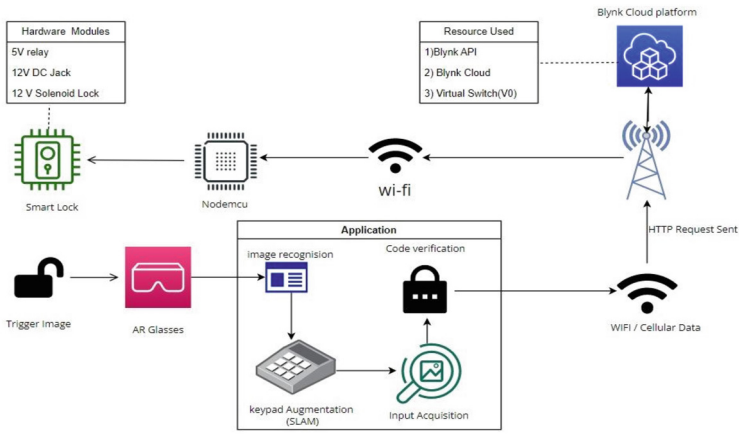 Blynk Cloud platform
Hardware Modules
5V relay
12V DC Jack
12 V Solenoid Lock
Resource Used
1)Blynk API
2) Blynk Cloud
3) Virtual Switch(V0)
wi-fi
Smart Lock
Nodemcu
HTTP Request Sent
Application
image recognision
Code verification
Trigger Image
AR Glasses
WIFI / Cellular Data
keypad Augmentation
(SLAM)
Input Acquisition